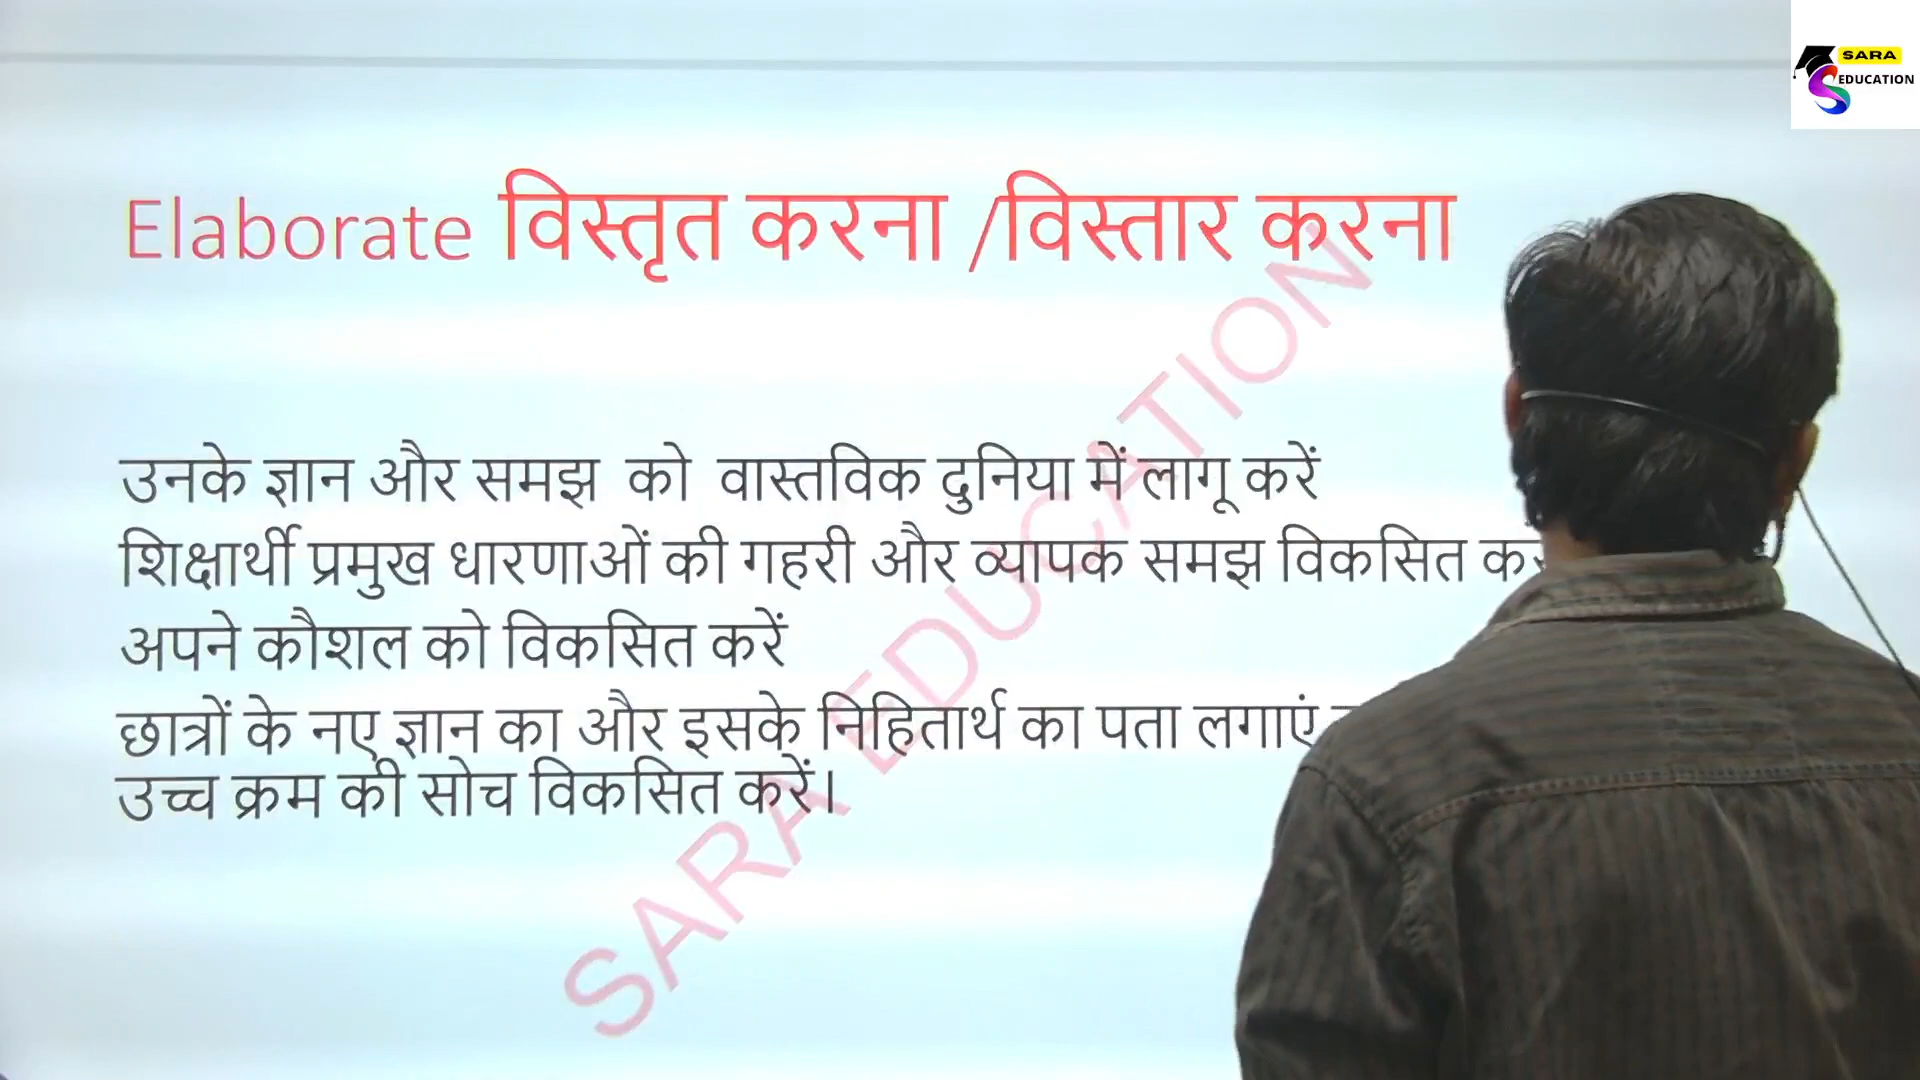 SARA
EDUCATION
Elaborate विस्तृत करना /विस्तार करना
उनके ज्ञान और समझ को वास्तविक दुनिया में लागू करें
शिक्षार्थी प्रमुख धारणाओं की गहरी और व्यापक समझ विकसित
अपने कौशल को विकसित करें
छात्रों के नए ज्ञान का और इसके निहितार्थ का पता लगाएं
उच्च क्रम की सोच विकसित करें।
SARA EDUCATION